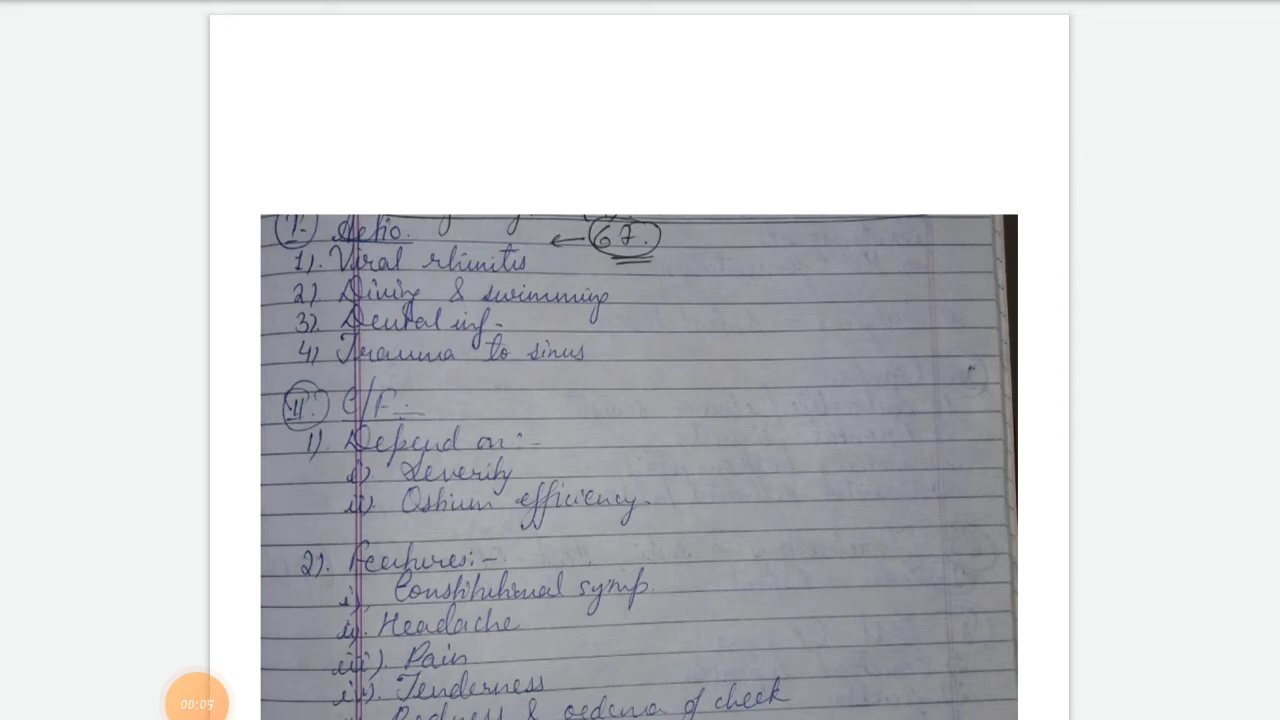 I. Aetio.
← 67.
1). Viral rhinitis
2) Diving & swimming
3). Dental inf.
4) Trauma to sinus
II. C/F:-
1). Depend on:-
i). Severity
ii). Ostium efficiency.
2). Features:-
i), Constitutional symp.
ii). Headache
iii). Pain
iv). Tenderness
Redness & oedema of cheek
00:05